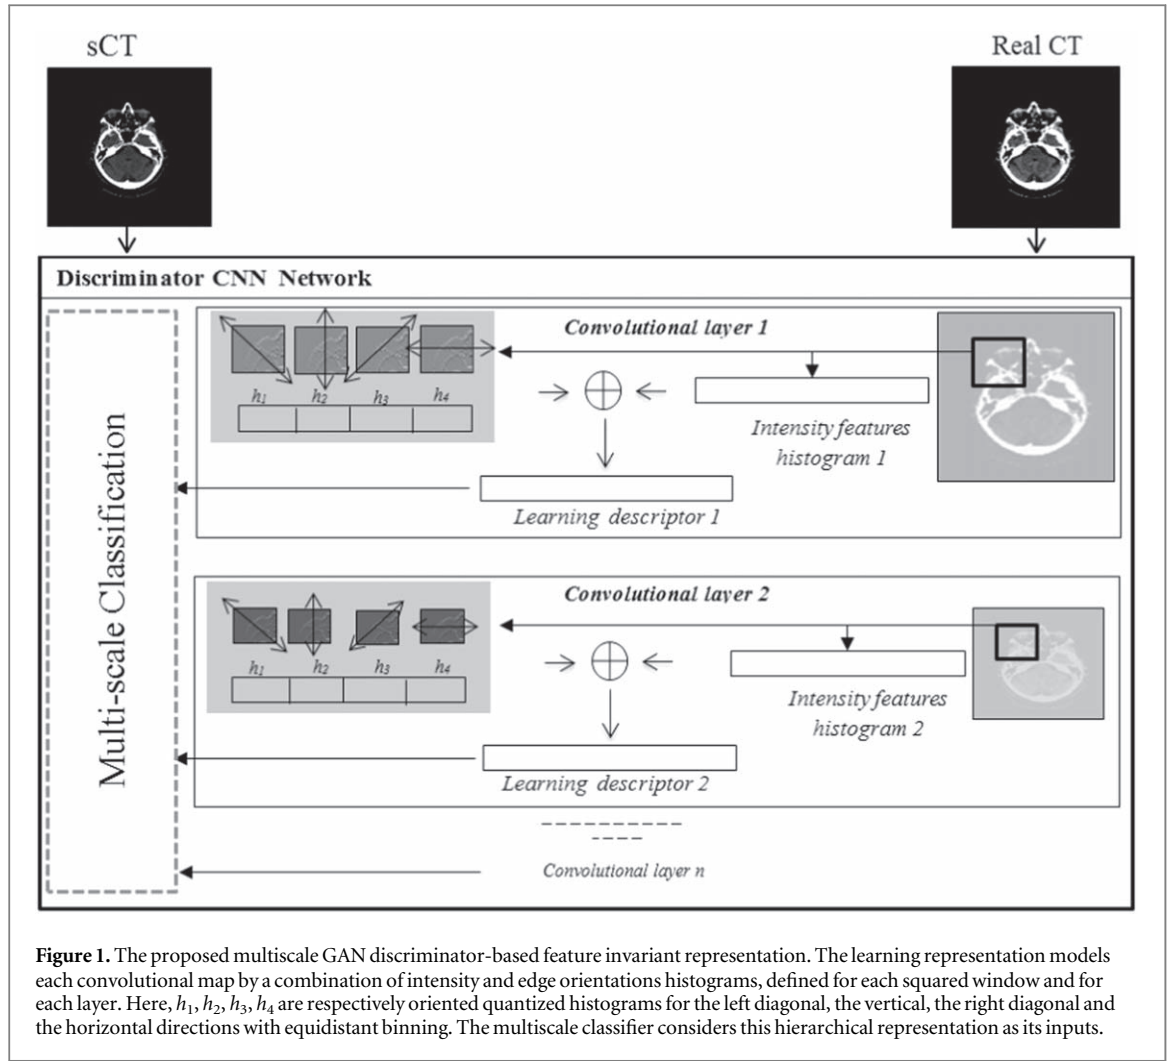 sCT
Real CT
Discriminator CNN Network
Multi-scale Classification
Convolutional layer 1
h1 h2 h3 h4
Intensity features
histogram 1
Learning descriptor 1
Convolutional layer 2
h1 h2 h3 h4
Intensity features
histogram 2
Learning descriptor 2
Convolutional layer n
Figure 1. The proposed multiscale GAN discriminator-based feature invariant representation. The learning representation models
each convolutional map by a combination of intensity and edge orientations histograms, defined for each squared window and for
each layer. Here, h1, h2, h3, h4 are respectively oriented quantized histograms for the left diagonal, the vertical, the right diagonal and
the horizontal directions with equidistant binning. The multiscale classifier considers this hierarchical representation as its inputs.